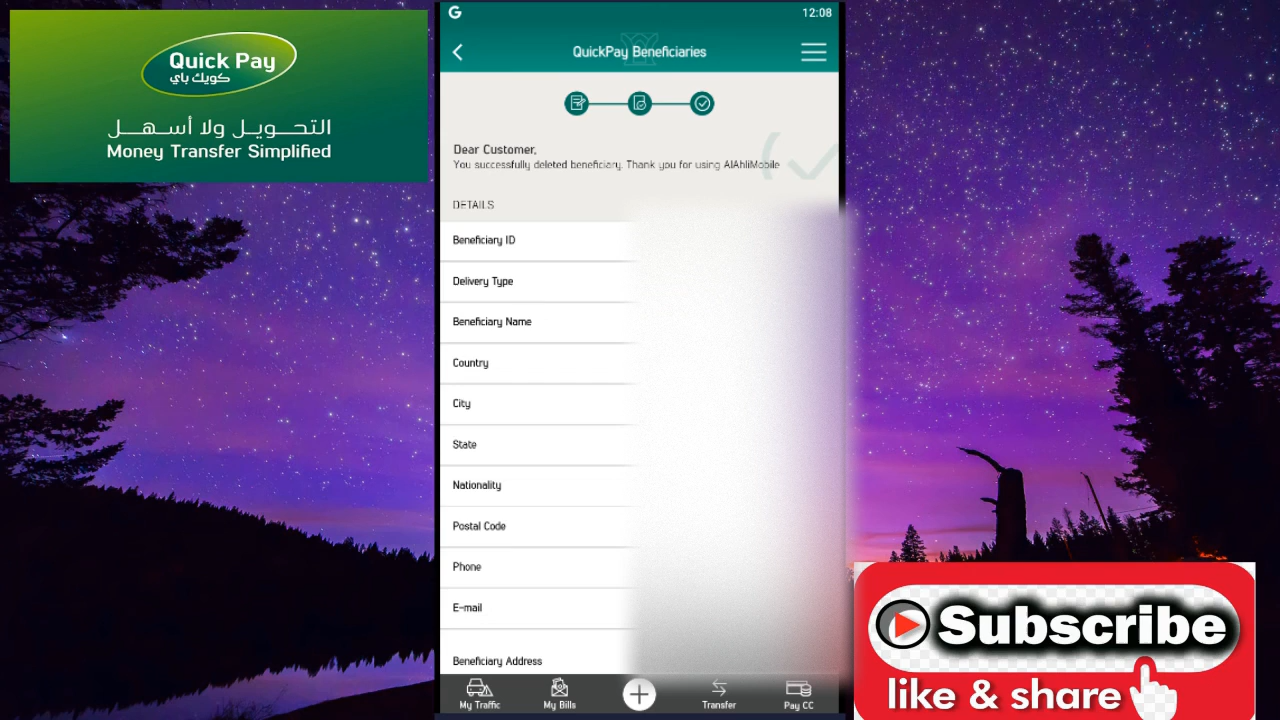 Quick Pay
كويك باي
التحويل ولا أسهل
Money Transfer Simplified
G
12:08
QuickPay Beneficiaries
Dear Customer,
You successfully deleted beneficiary. Thank you for using AlAhliMobile
DETAILS
Beneficiary ID
Delivery Type
Beneficiary Name
Country
City
State
Nationality
Postal Code
Phone
E-mail
Beneficiary Address
My Traffic
My Bills
Transfer
Pay CC
Subscribe
like & share